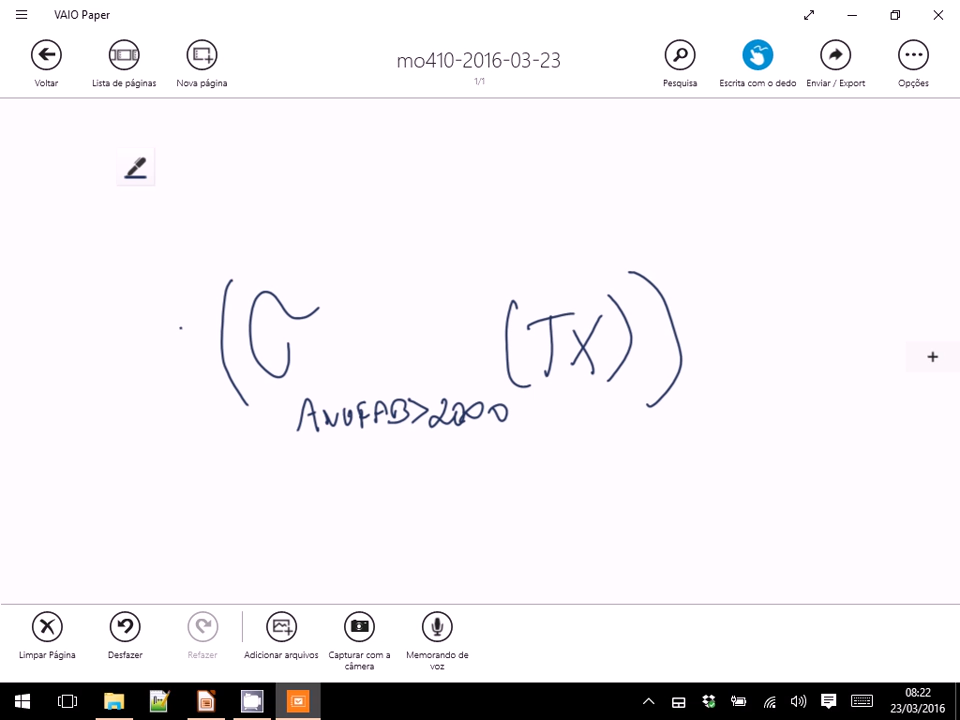 VAIO Paper
Voltar
Lista de páginas
Nova página
mo410-2016-03-23
1/1
Pesquisa
Escrita com o dedo
Enviar / Export
Opções
(σ (TX))
ANOFAB>2000
Limpar Página
Desfazer
Refazer
Adicionar arquivos
Capturar com a
câmera
Memorando de
voz
08:22
23/03/2016